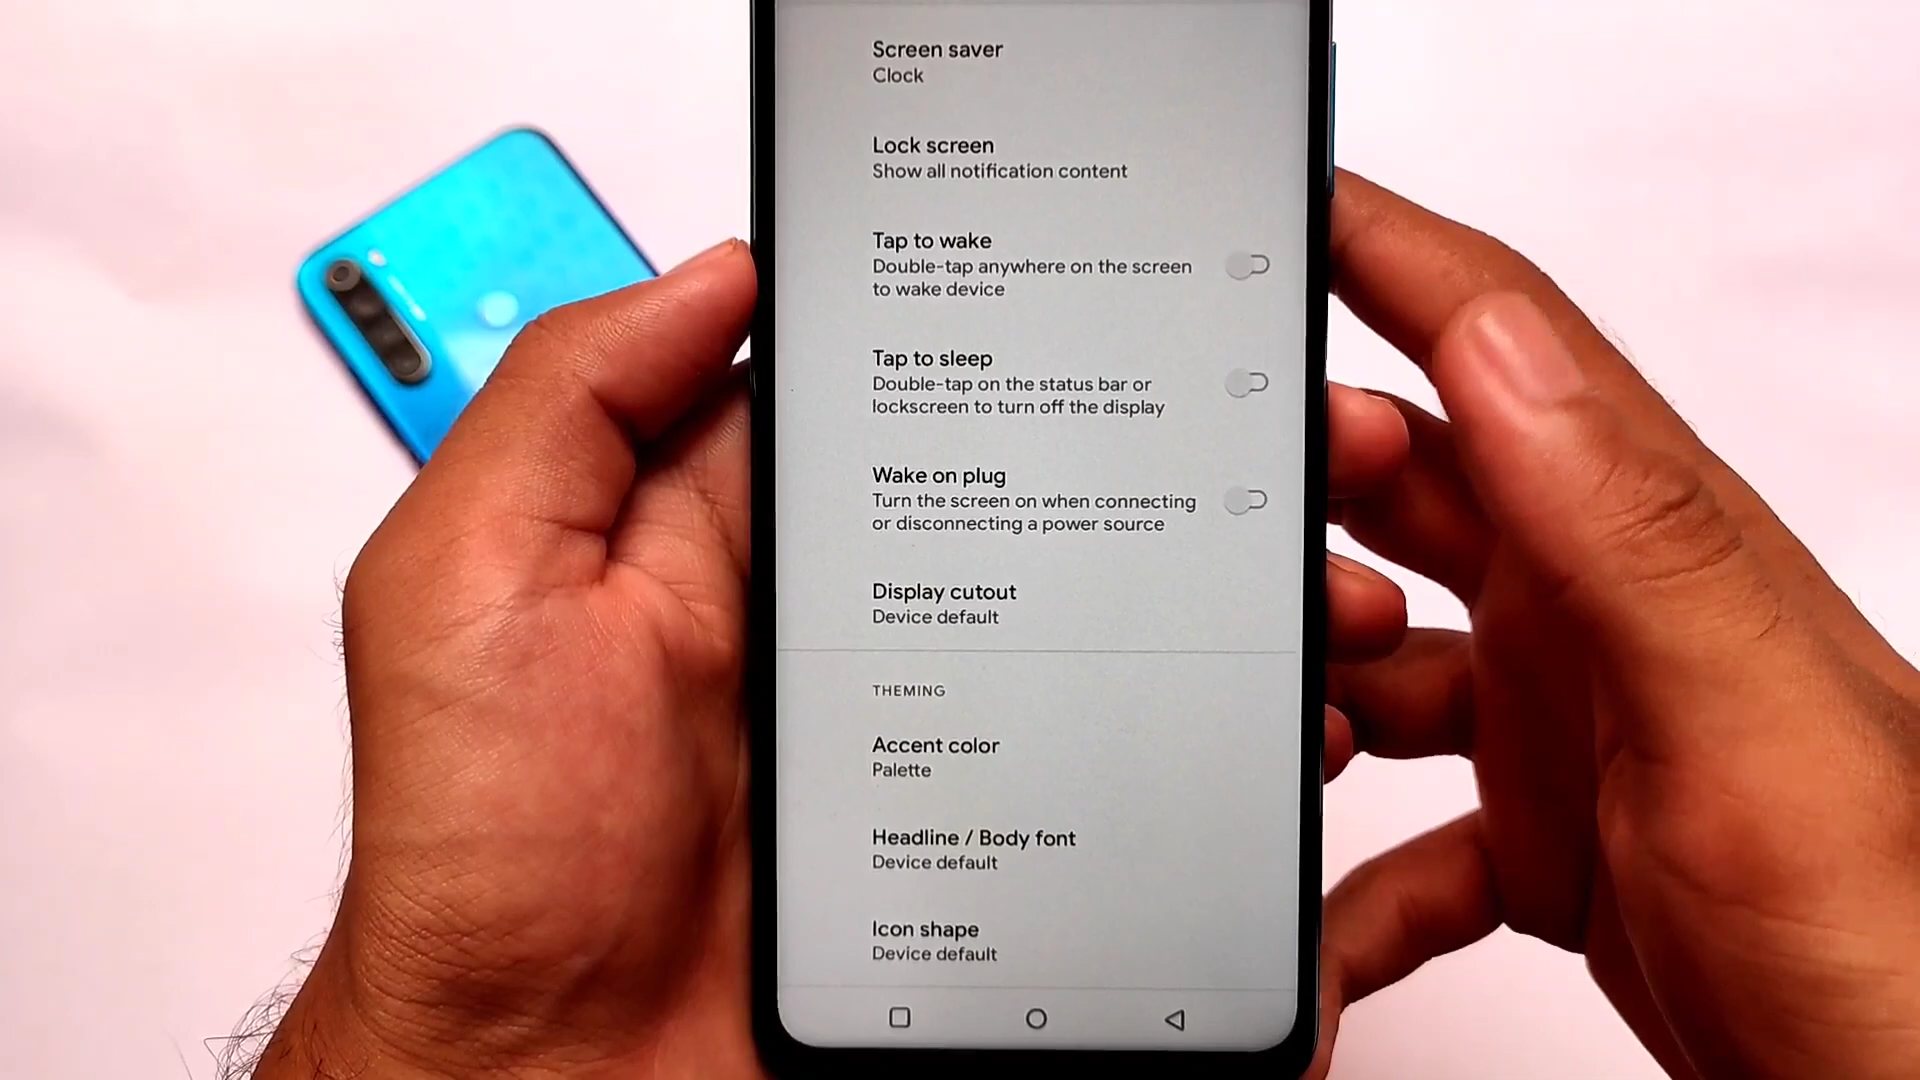 Screen saver
Clock
Lock screen
Show all notification content
Tap to wake
Double-tap anywhere on the screen
to wake device
Tap to sleep
Double-tap on the status bar or
lockscreen to turn off the display
Wake on plug
Turn the screen on when connecting
or disconnecting a power source
Display cutout
Device default
THEMING
Accent color
Palette
Headline / Body font
Device default
Icon shape
Device default